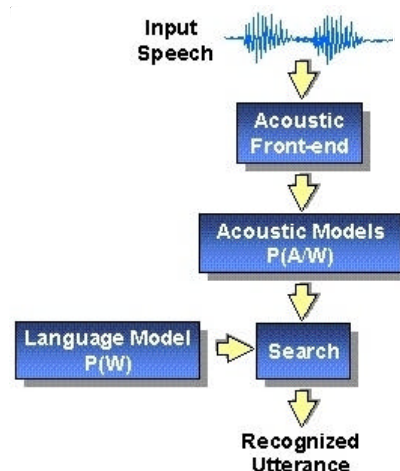 Input
Speech
Acoustic
Front-end
Acoustic Models
P(A/W)
Language Model
P(W)
Search
Recognized
Utterance